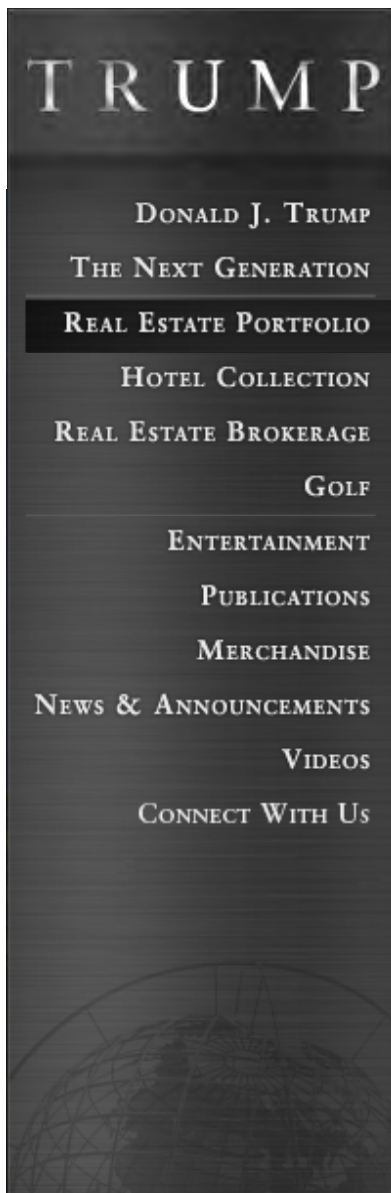 TRUMP
Donald J. Trump
The Next Generation
Real Estate Portfolio
Hotel Collection
Real Estate Brokerage
Golf
Entertainment
Publications
Merchandise
News & Announcements
Videos
Connect With Us